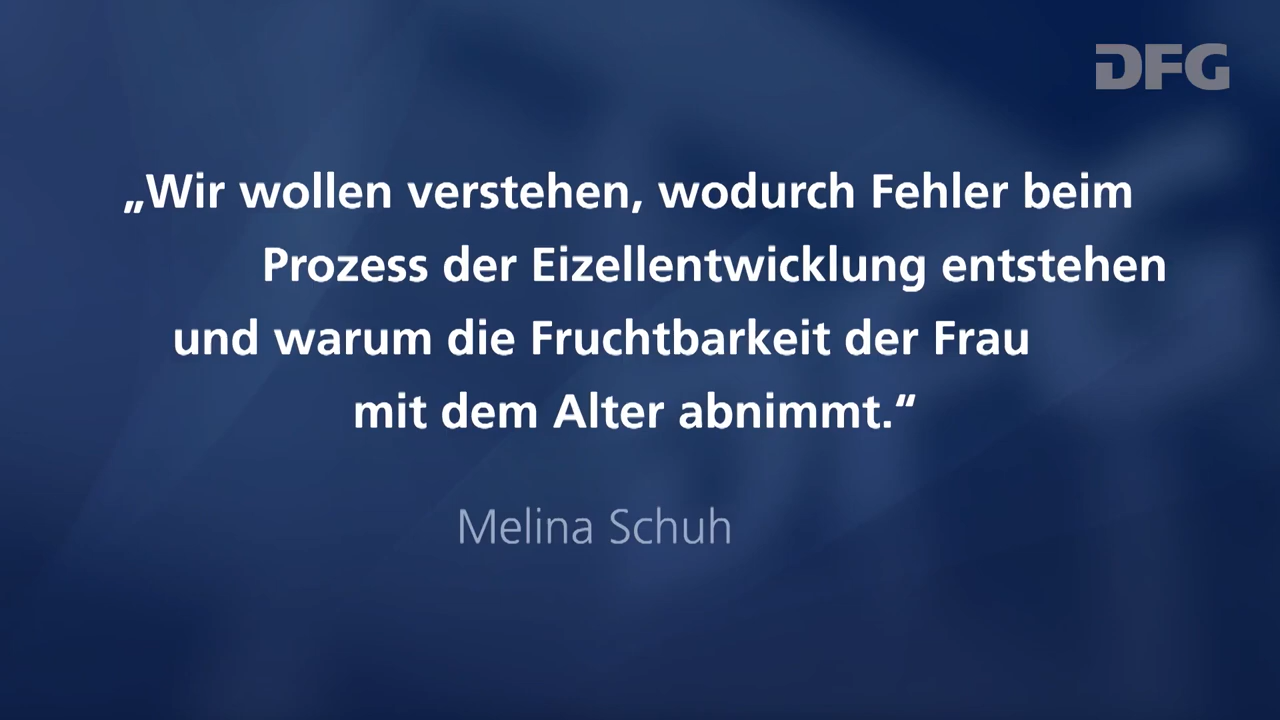 DFG
„Wir wollen verstehen, wodurch Fehler beim
Prozess der Eizellentwicklung entstehen
und warum die Fruchtbarkeit der Frau
mit dem Alter abnimmt.“
Melina Schuh